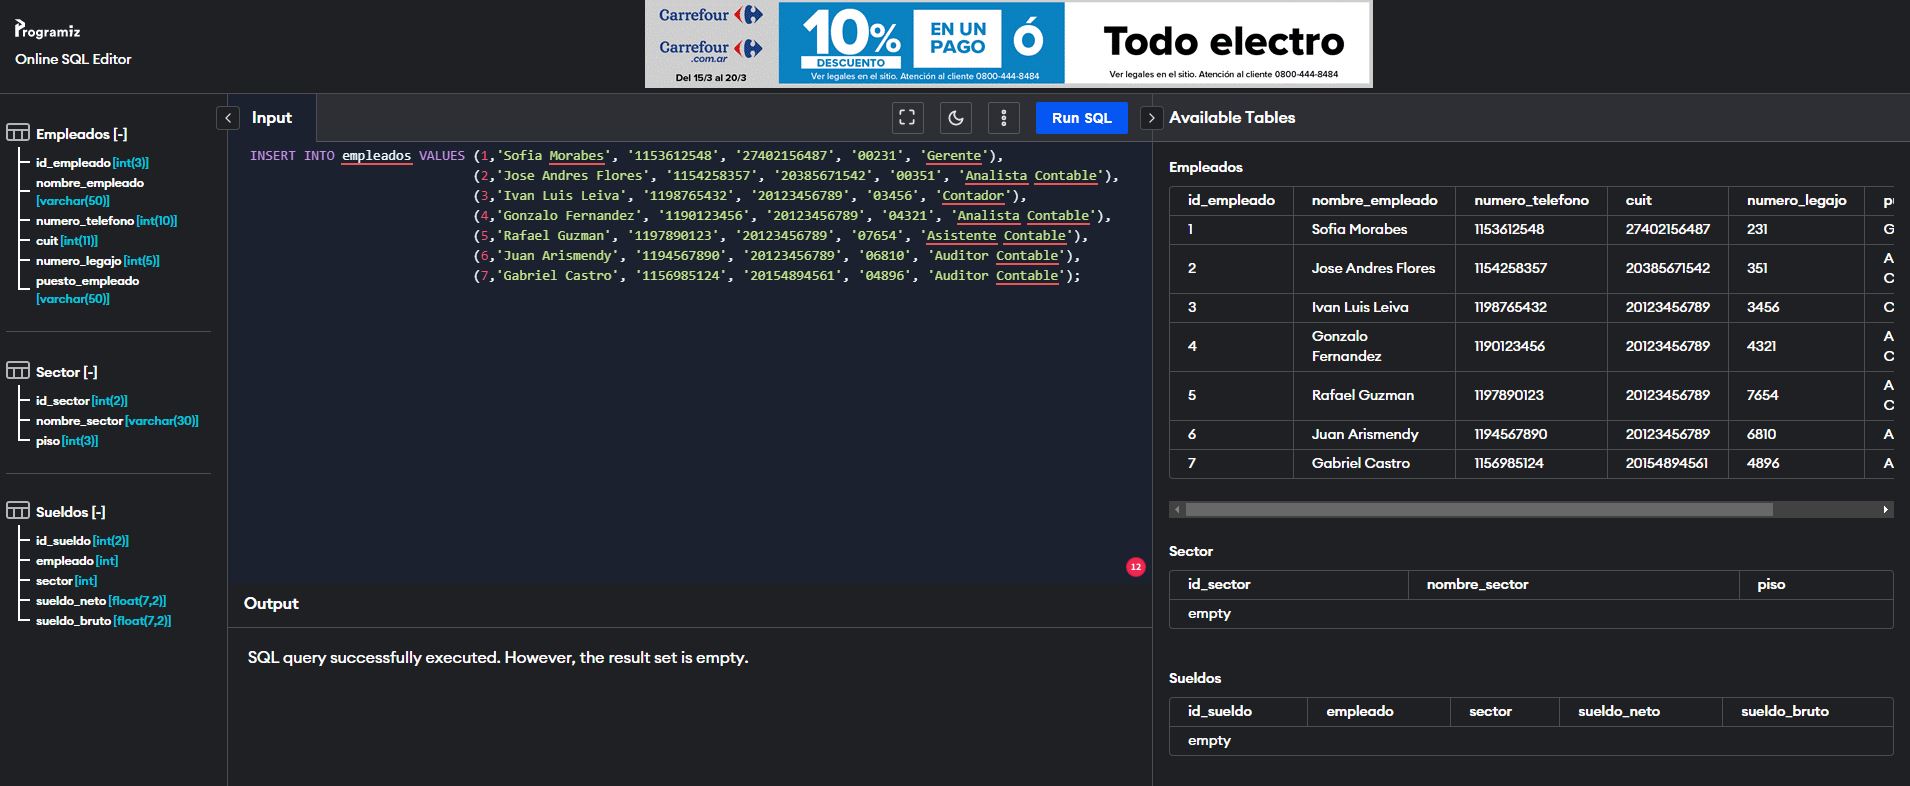 Programiz
Online SQL Editor
Carrefour
Carrefour
.com.ar
Del 15/3 al 20/3
10%
DESCUENTO
EN UN
PAGO
Ó
Ver legales en el sitio. Atención al cliente 0800-444-8484
Todo electro
Ver legales en el sitio. Atención al cliente 0800-444-8484
Empleados [-]
id_empleado [int(3)]
nombre_empleado
[varchar(50)]
numero_telefono [int(10)]
cuit [int(11)]
numero_legajo [int(5)]
puesto_empleado
[varchar(50)]
Sector [-]
id_sector [int(2)]
nombre_sector [varchar(30)]
piso [int(3)]
Sueldos [-]
id_sueldo [int(2)]
empleado [int]
sector [int]
sueldo_neto [float(7,2)]
sueldo_bruto [float(7,2)]
Input
Run SQL
INSERT INTO empleados VALUES (1,'Sofia Morabes', '1153612548', '27402156487', '00231', 'Gerente'),
(2,'Jose Andres Flores', '1154258357', '20385671542', '00351', 'Analista Contable'),
(3,'Ivan Luis Leiva', '1198765432', '20123456789', '03456', 'Contador'),
(4,'Gonzalo Fernandez', '1190123456', '20123456789', '04321', 'Analista Contable'),
(5,'Rafael Guzman', '1197890123', '20123456789', '07654', 'Asistente Contable'),
(6,'Juan Arismendy', '1194567890', '20123456789', '06810', 'Auditor Contable'),
(7,'Gabriel Castro', '1156985124', '20154894561', '04896', 'Auditor Contable');
12
Output
SQL query successfully executed. However, the result set is empty.
Available Tables
Empleados
id_empleado nombre_empleado numero_telefono cuit numero_legajo pu
1 Sofia Morabes 1153612548 27402156487 231 G
2 Jose Andres Flores 1154258357 20385671542 351 A
C
3 Ivan Luis Leiva 1198765432 20123456789 3456 C
4 Gonzalo Fernandez 1190123456 20123456789 4321 A
C
5 Rafael Guzman 1197890123 20123456789 7654 A
C
6 Juan Arismendy 1194567890 20123456789 6810 A
7 Gabriel Castro 1156985124 20154894561 4896 A
Sector
id_sector nombre_sector piso
empty
Sueldos
id_sueldo empleado sector sueldo_neto sueldo_bruto
empty